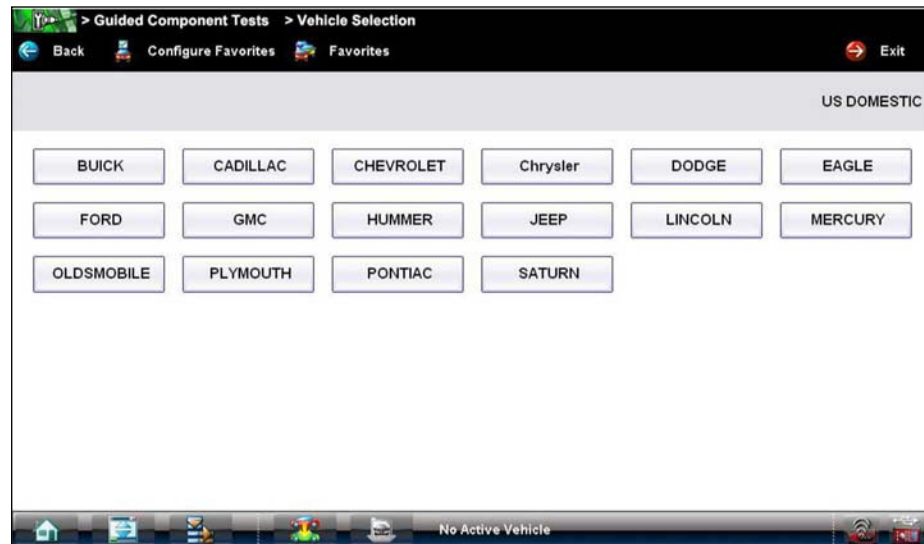 > Guided Component Tests > Vehicle Selection
Back Configure Favorites Favorites Exit
US DOMESTIC
BUICK CADILLAC CHEVROLET Chrysler DODGE EAGLE
FORD GMC HUMMER JEEP LINCOLN MERCURY
OLDSMOBILE PLYMOUTH PONTIAC SATURN
No Active Vehicle